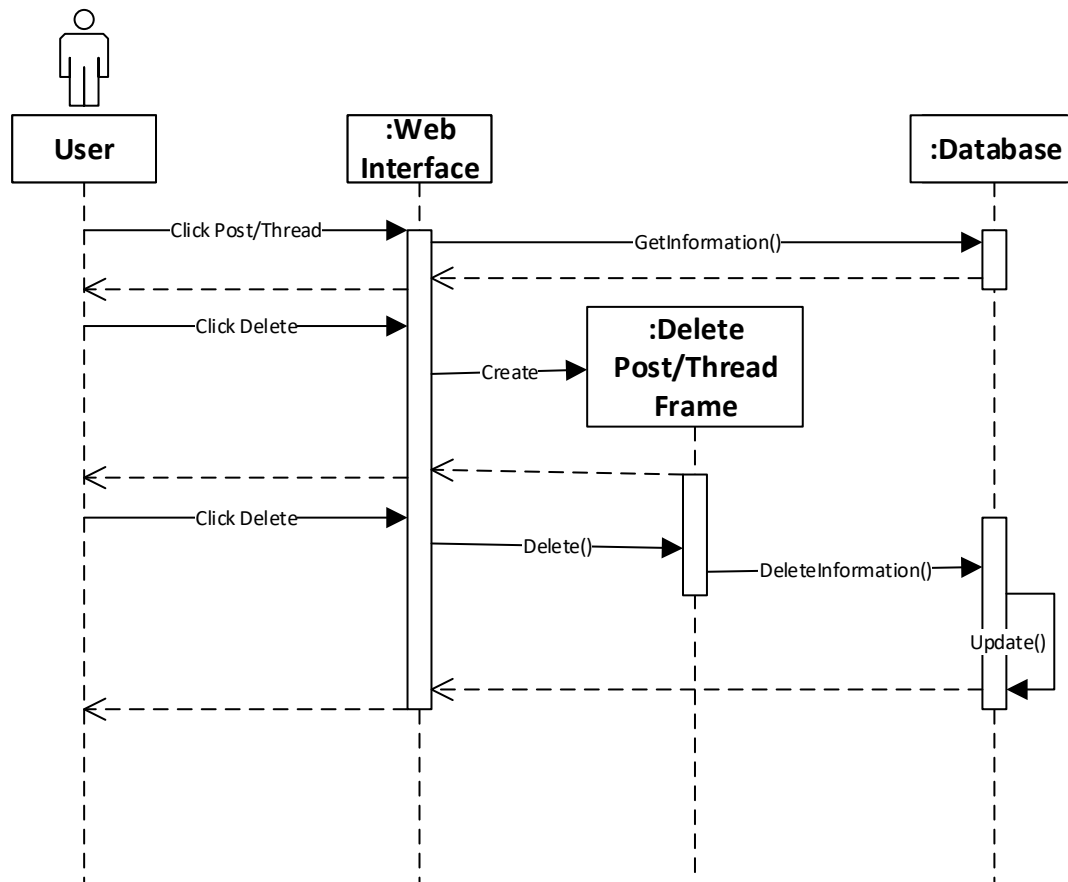 User
:Web
Interface
:Database
Click Post/Thread
GetInformation()
Click Delete
:Delete
Post/Thread
Frame
Create
Click Delete
Delete()
DeleteInformation()
Update()